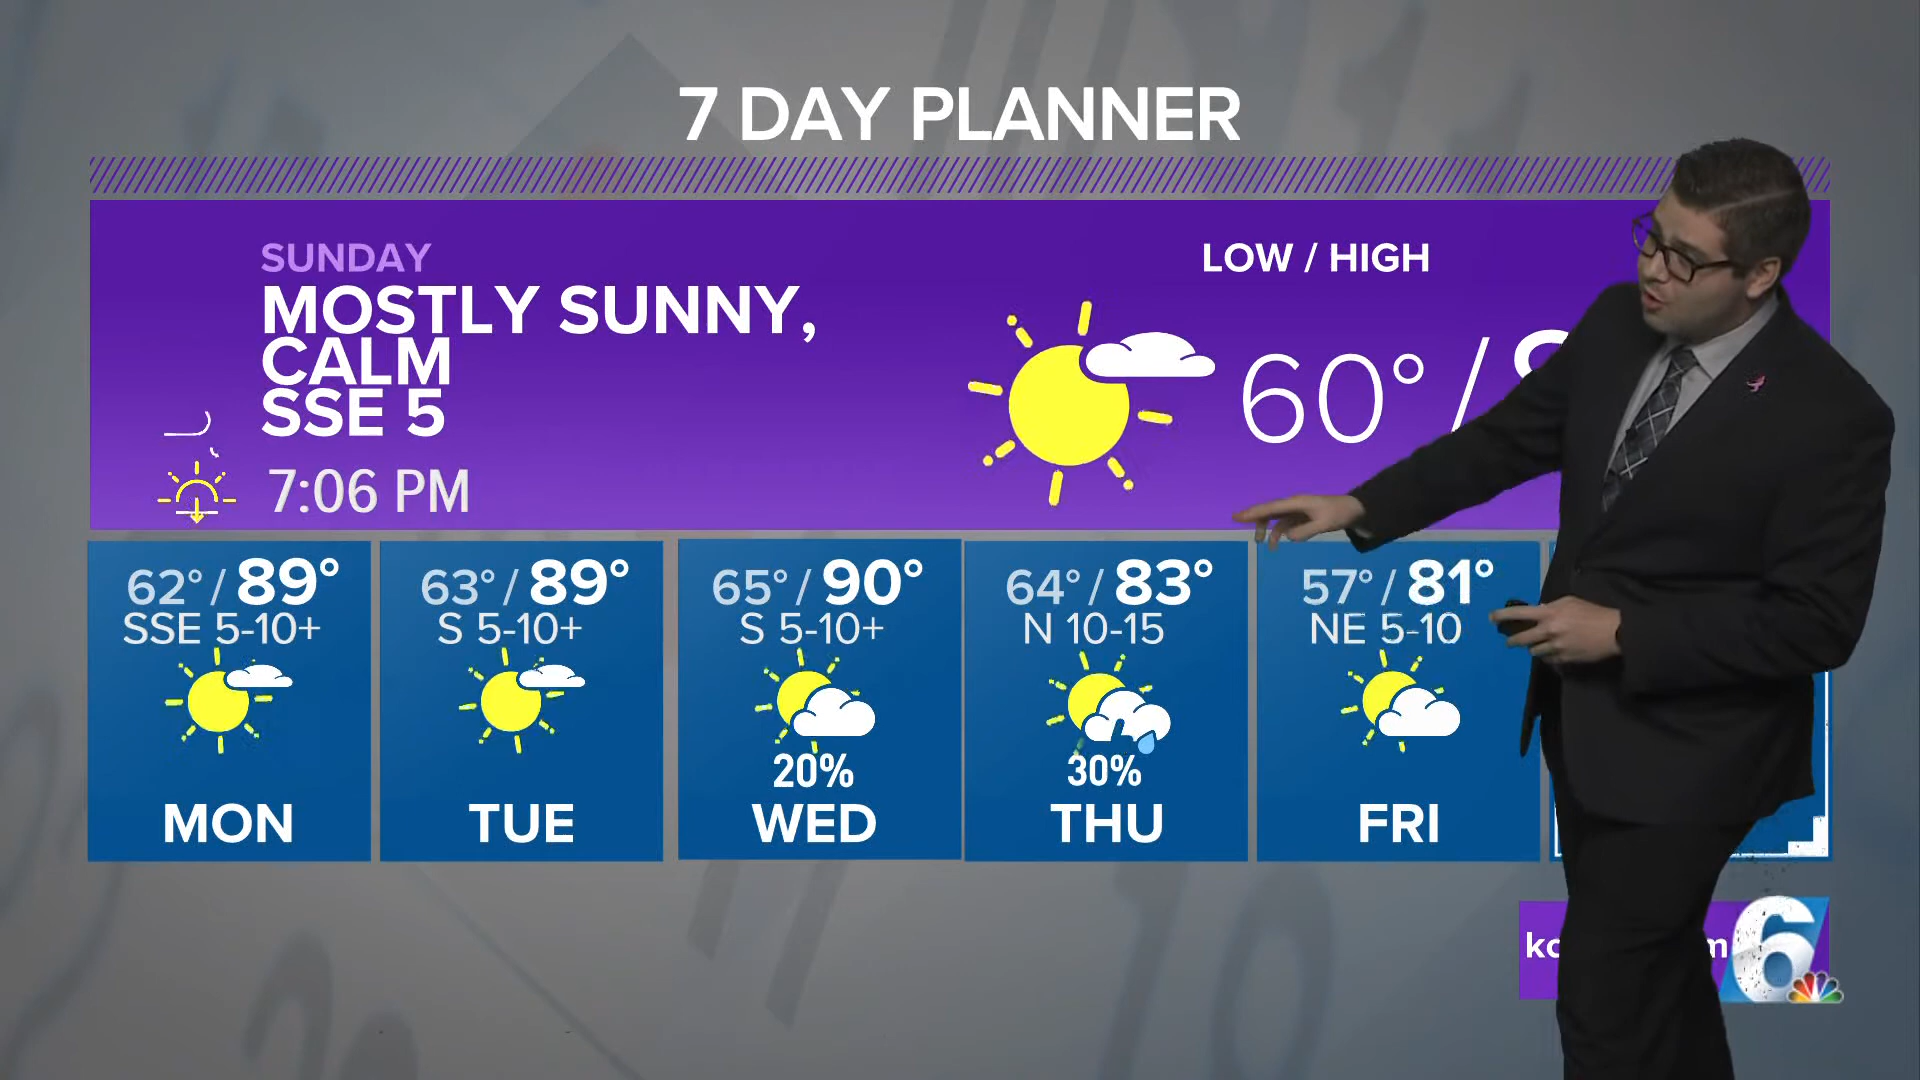 7 DAY PLANNER
SUNDAY
MOSTLY SUNNY,
CALM
SSE 5
7:06 PM
LOW / HIGH
60° /
62° / 89°
SSE 5-10+
MON
63° / 89°
S 5-10+
TUE
65° / 90°
S 5-10+
20%
WED
64° / 83°
N 10-15
30%
THU
57° / 81°
NE 5-10
FRI
6